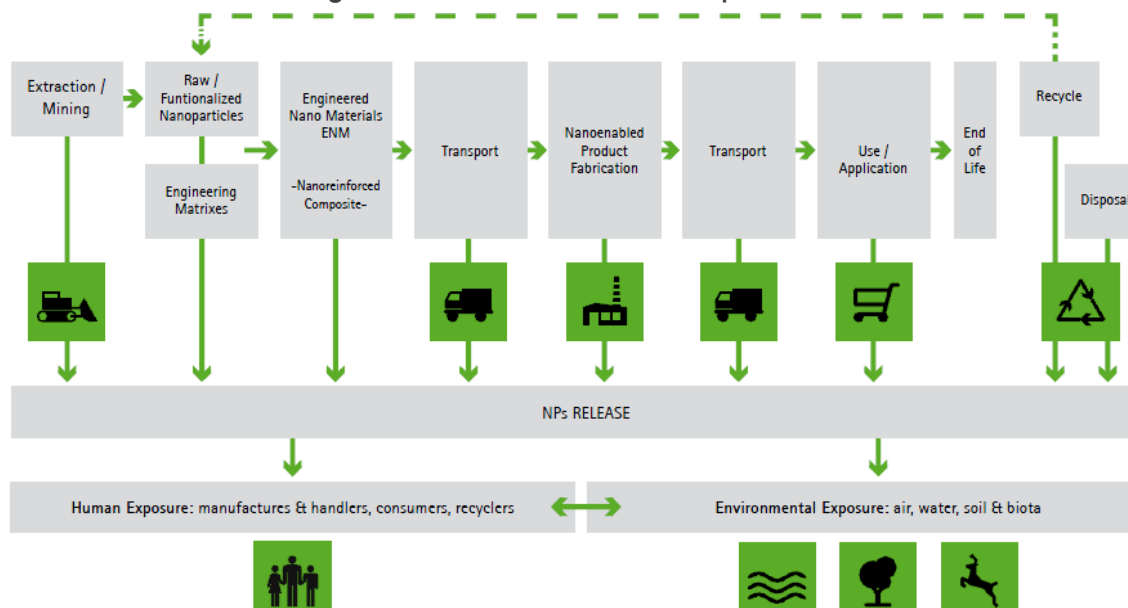 Extraction /
Mining
Raw /
Funtionalized
Nanoparticles
Engineering
Matrixes
Engineered
Nano Materials
ENM
-Nanoreinforced
Composite-
Transport
Nanoenabled
Product
Fabrication
Transport
Use /
Application
End
of
Life
Recycle
Disposal
NPs RELEASE
Human Exposure: manufactures & handlers, consumers, recyclers
Environmental Exposure: air, water, soil & biota